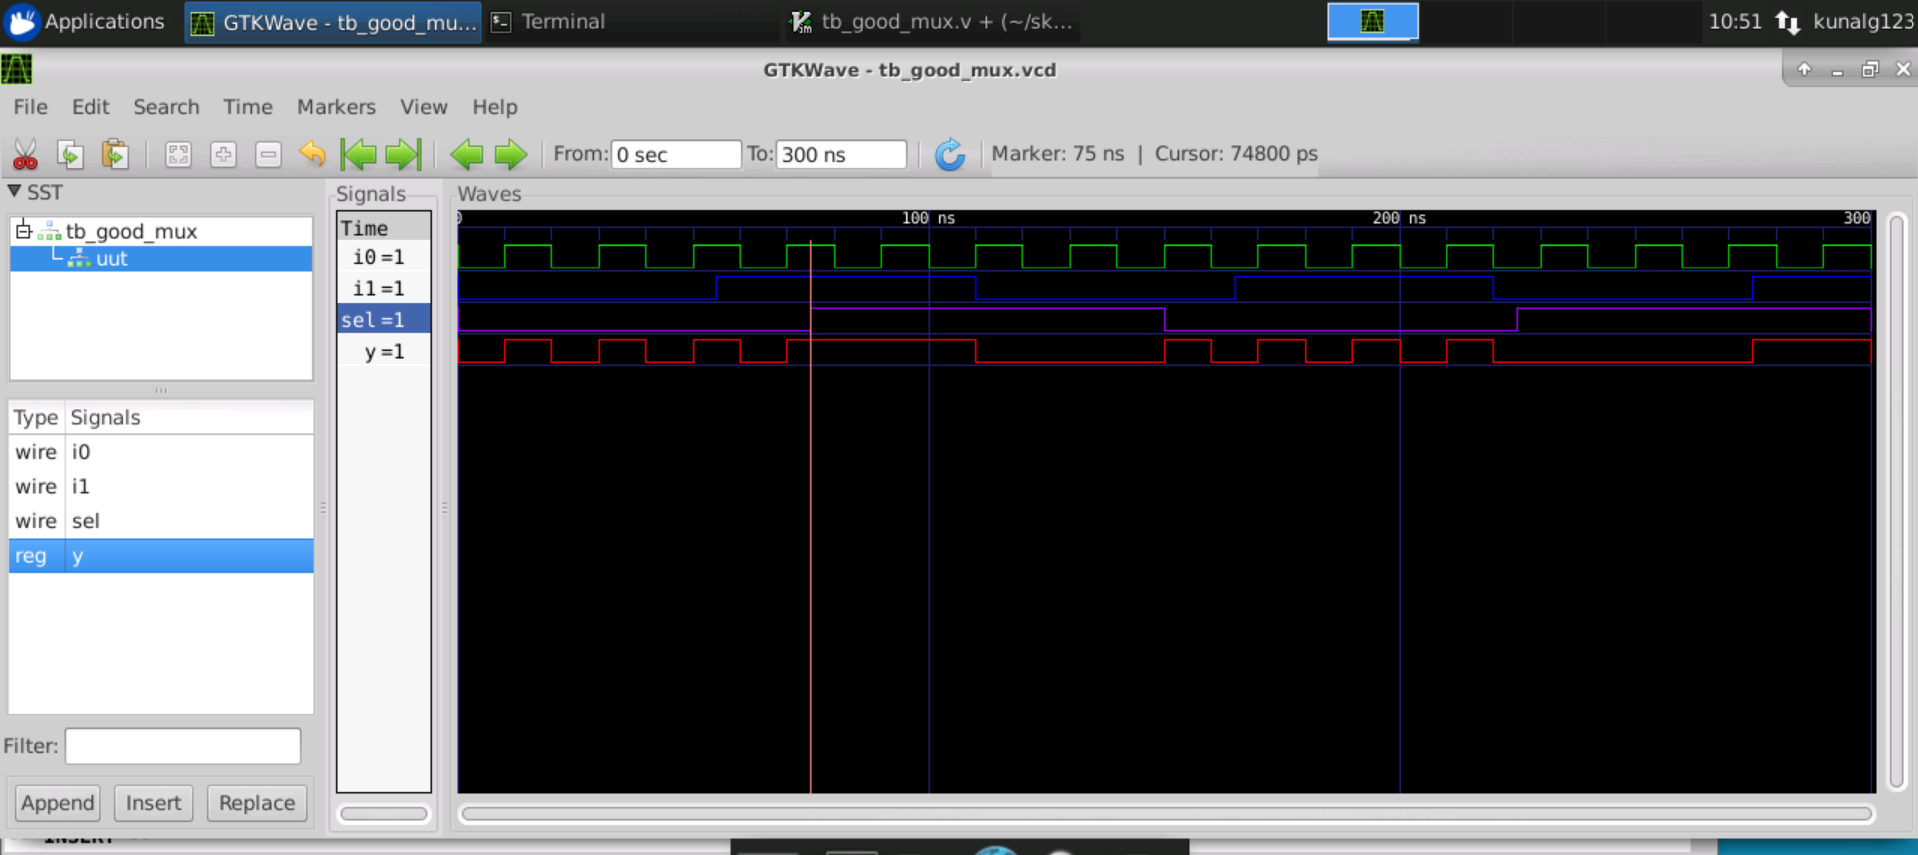 Applications GTKWave - tb_good_mu... Terminal tb_good_mux.v + (~/sk... 10:51 kunalg123
GTKWave - tb_good_mux.vcd
File Edit Search Time Markers View Help
From: 0 sec To: 300 ns Marker: 75 ns | Cursor: 74800 ps
SST
tb_good_mux
uut
Type Signals
wire i0
wire i1
wire sel
reg y
Filter:
Append Insert Replace
Signals
Time
i0 =1
i1 =1
sel =1
y =1
Waves
0 100 ns 200 ns 300
INSERT